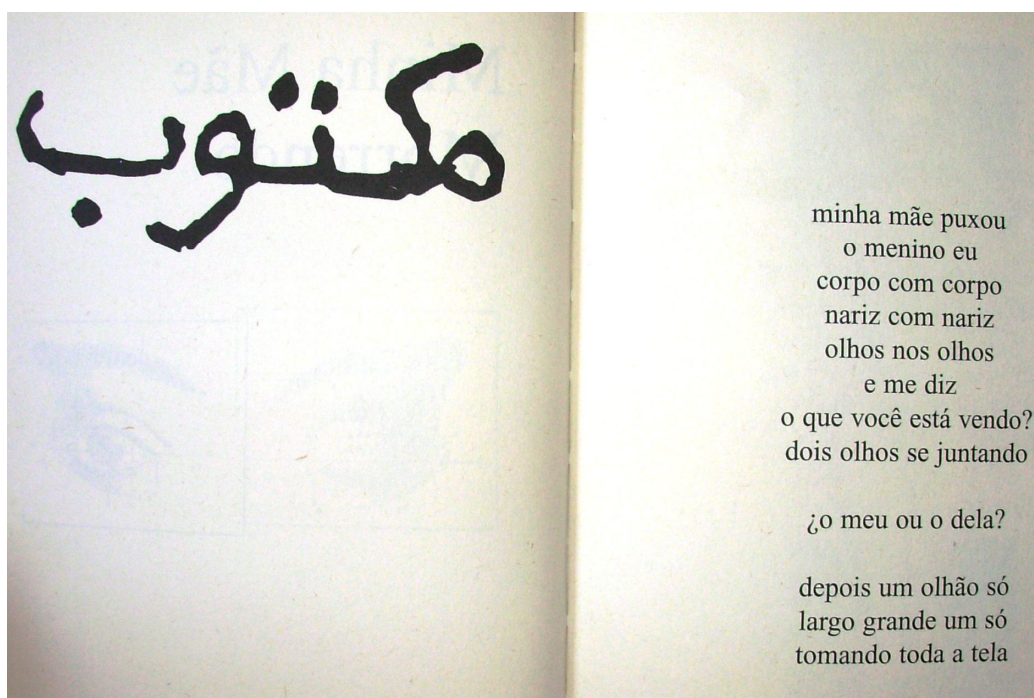 مكتوب
minha mãe puxou
o menino eu
corpo com corpo
nariz com nariz
olhos nos olhos
e me diz
o que você está vendo?
dois olhos se juntando
¿o meu ou o dela?
depois um olhão só
largo grande um só
tomando toda a tela